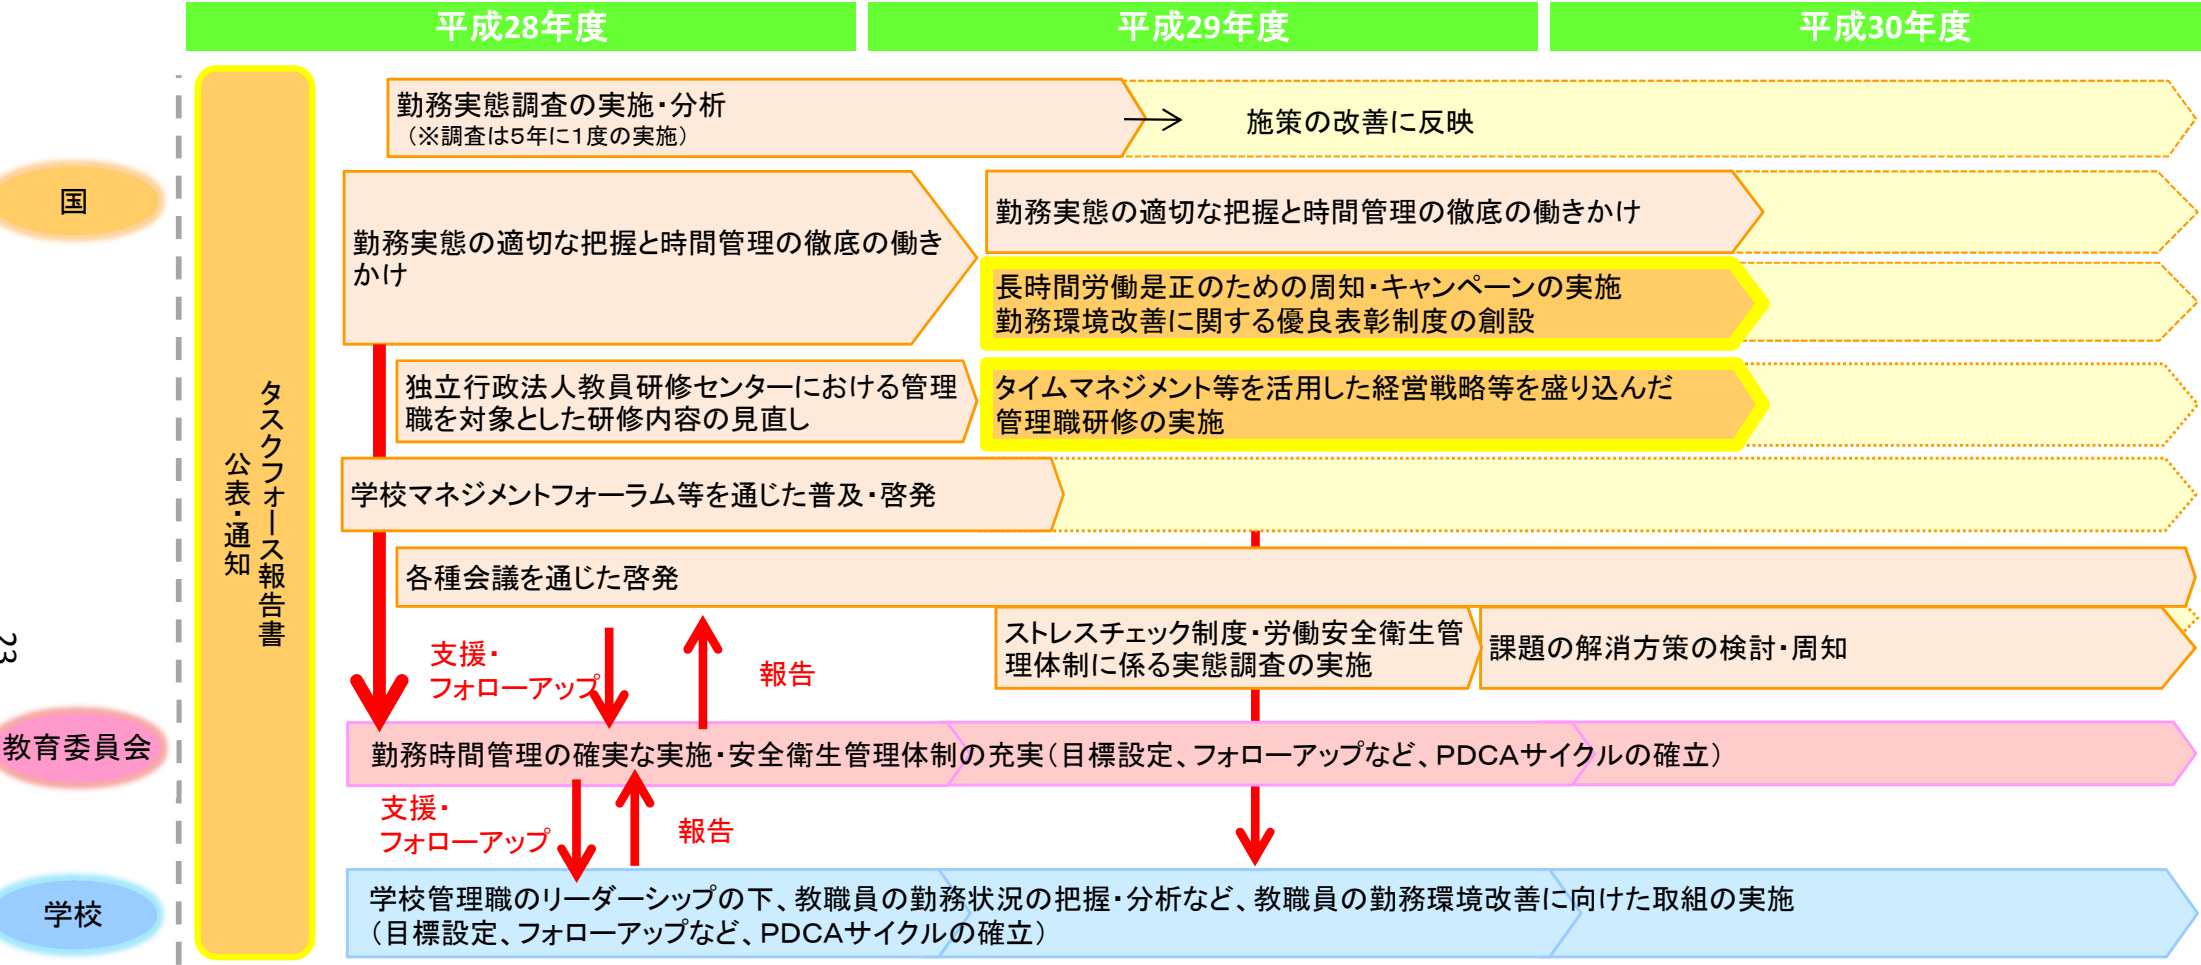 平成28年度
平成29年度
平成30年度
国
教育委員会
学校
23
タスクフォース報告書
公表・通知
勤務実態調査の実施・分析
（※調査は5年に1度の実施）
施策の改善に反映
勤務実態の適切な把握と時間管理の徹底の働き
かけ
勤務実態の適切な把握と時間管理の徹底の働きかけ
長時間労働是正のための周知・キャンペーンの実施
勤務環境改善に関する優良表彰制度の創設
独立行政法人教員研修センターにおける管理
職を対象とした研修内容の見直し
タイムマネジメント等を活用した経営戦略等を盛り込んだ
管理職研修の実施
学校マネジメントフォーラム等を通じた普及・啓発
各種会議を通じた啓発
ストレスチェック制度・労働安全衛生管
理体制に係る実態調査の実施
課題の解消方策の検討・周知
支援・
フォローアップ
報告
勤務時間管理の確実な実施・安全衛生管理体制の充実（目標設定、フォローアップなど、PDCAサイクルの確立）
支援・
フォローアップ
報告
学校管理職のリーダーシップの下、教職員の勤務状況の把握・分析など、教職員の勤務環境改善に向けた取組の実施
（目標設定、フォローアップなど、PDCAサイクルの確立）